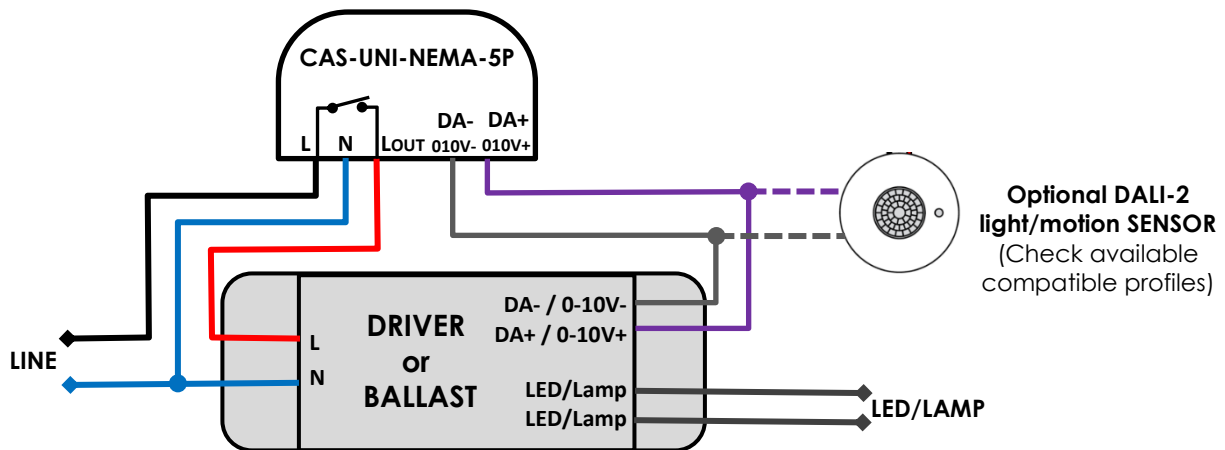 CAS-UNI-NEMA-5P
DA- DA+
L N LOUT 010V- 010V+
Optional DALI-2
light/motion SENSOR
(Check available
compatible profiles)
DA- / 0-10V-
DA+ / 0-10V+
DRIVER
or
BALLAST
L
N
LINE
LED/Lamp
LED/Lamp
LED/LAMP